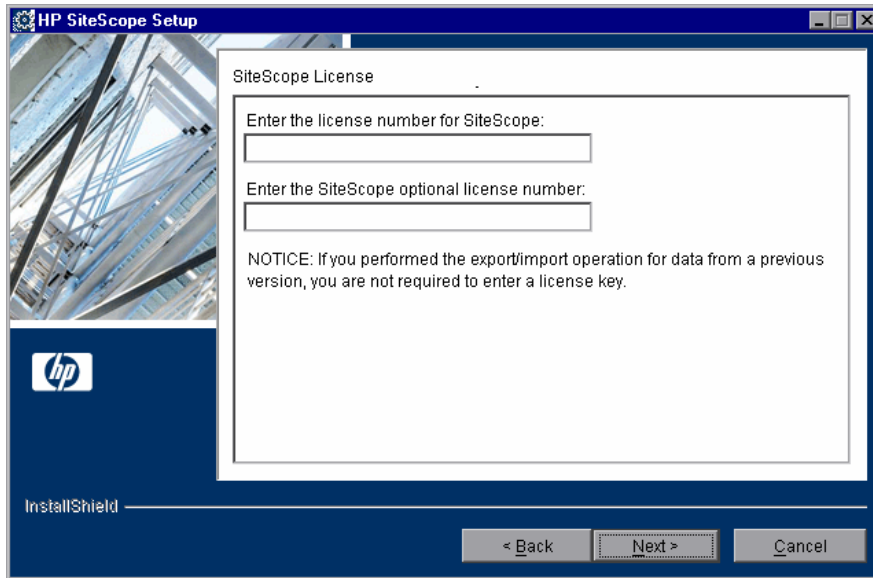 HP SiteScope Setup
SiteScope License
Enter the license number for SiteScope:
Enter the SiteScope optional license number:
NOTICE: If you performed the export/import operation for data from a previous
version, you are not required to enter a license key.
hp
InstallShield
< Back
Next >
Cancel